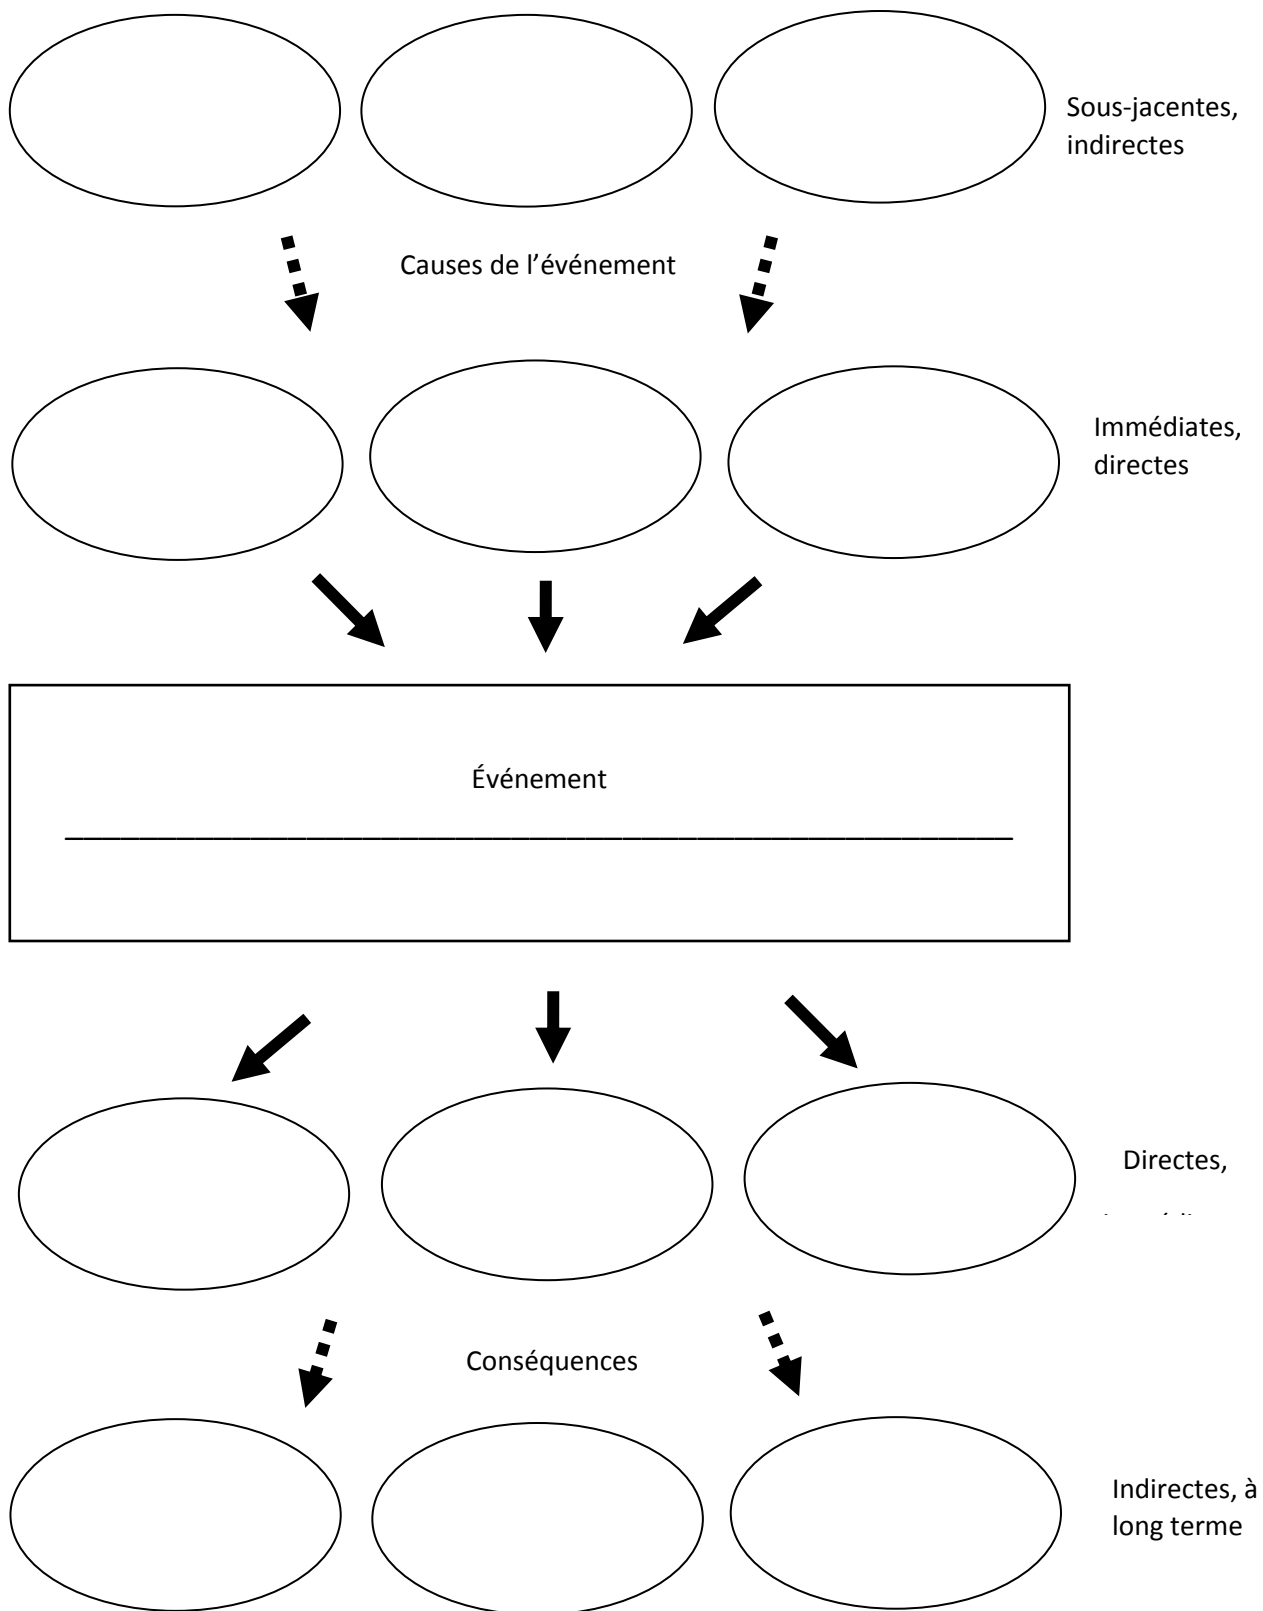 Sous-jacentes,
indirectes
Causes de l’événement
Immédiates,
directes
Événement
Directes,
Conséquences
Indirectes, à
long terme